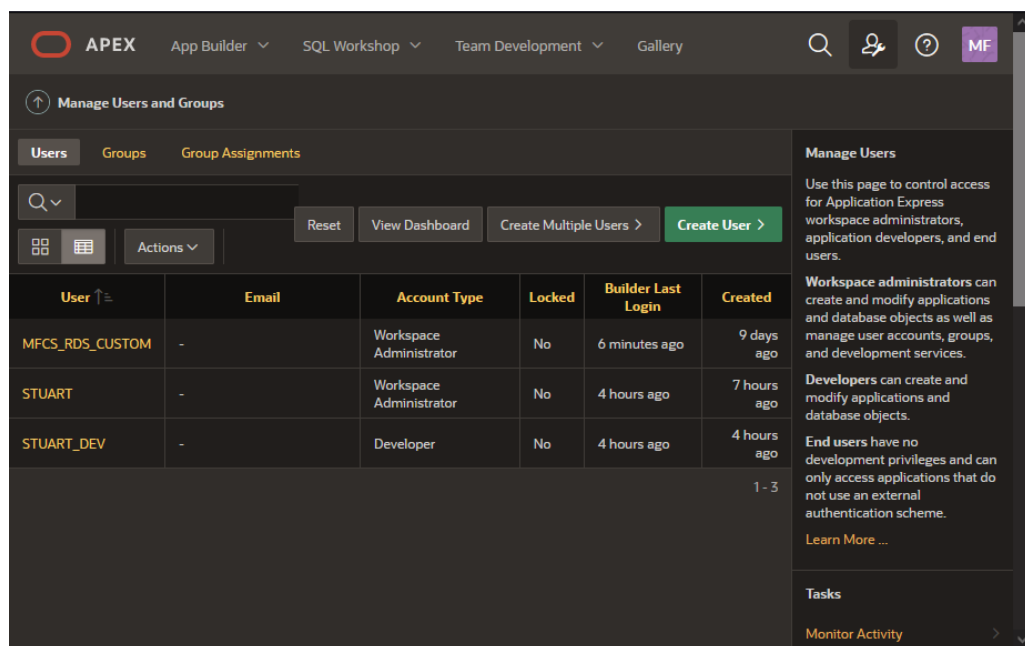 APEX App Builder SQL Workshop Team Development Gallery MF
Manage Users and Groups
Users Groups Group Assignments
Reset View Dashboard Create Multiple Users > Create User >
Actions
User Email Account Type Locked Builder Last Login Created
MFCS_RDS_CUSTOM - Workspace Administrator No 6 minutes ago 9 days ago
STUART - Workspace Administrator No 4 hours ago 7 hours ago
STUART_DEV - Developer No 4 hours ago 4 hours ago
1 - 3
Manage Users
Use this page to control access
for Application Express
workspace administrators,
application developers, and end
users.
Workspace administrators can
create and modify applications
and database objects as well as
manage user accounts, groups,
and development services.
Developers can create and
modify applications and
database objects.
End users have no
development privileges and can
only access applications that do
not use an external
authentication scheme.
Learn More ...
Tasks
Monitor Activity